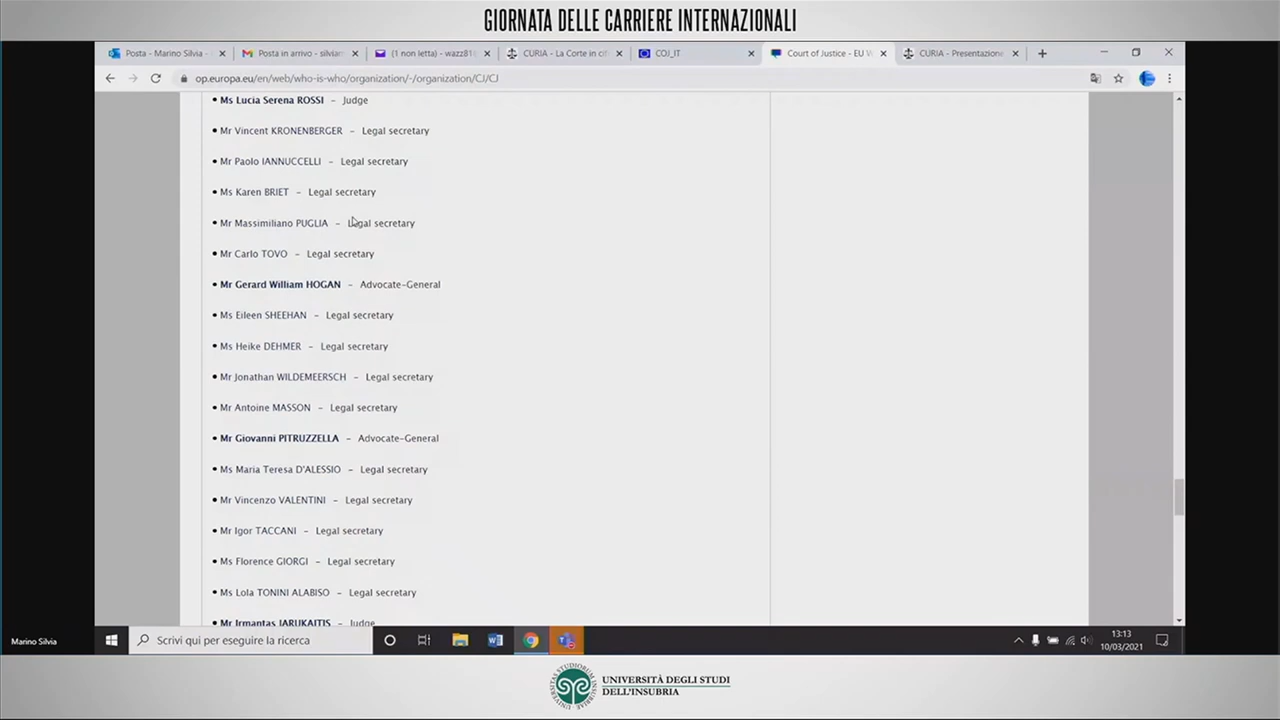 GIORNATA DELLE CARRIERE INTERNAZIONALI
Posta - Marino Silvia -
Posta in arrivo - silviam
(1 non letta) - wazz81
CURIA - La Corte in cif
COJ_IT
Court of Justice - EU W
CURIA - Presentazione
op.europa.eu/en/web/who-is-who/organization/-/organization/CJ/CJ
• Ms Lucia Serena ROSSI – Judge
• Mr Vincent KRONENBERGER – Legal secretary
• Mr Paolo IANNUCCELLI – Legal secretary
• Ms Karen BRIET – Legal secretary
• Mr Massimiliano PUGLIA – Legal secretary
• Mr Carlo TOVO – Legal secretary
• Mr Gerard William HOGAN – Advocate-General
• Ms Eileen SHEEHAN – Legal secretary
• Ms Heike DEHMER – Legal secretary
• Mr Jonathan WILDEMEERSCH – Legal secretary
• Mr Antoine MASSON – Legal secretary
• Mr Giovanni PITRUZZELLA – Advocate-General
• Ms Maria Teresa D'ALESSIO – Legal secretary
• Mr Vincenzo VALENTINI – Legal secretary
• Mr Igor TACCANI – Legal secretary
• Ms Florence GIORGI – Legal secretary
• Ms Lola TONINI ALABISO – Legal secretary
• Mr Irmantas JARUKAITIS – Judge
Marino Silvia
Scrivi qui per eseguire la ricerca
13:13
10/03/2021
UNIVERSITÀ DEGLI STUDI
DELL'INSUBRIA